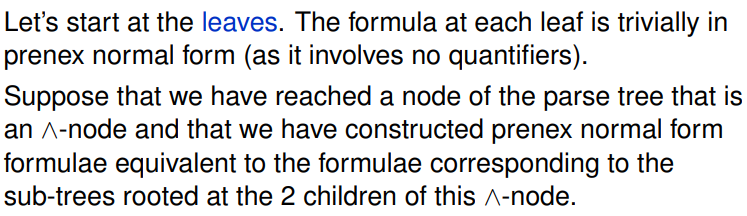 Let's start at the leaves. The formula at each leaf is trivially in
prenex normal form (as it involves no quantifiers).
Suppose that we have reached a node of the parse tree that is
an ∧-node and that we have constructed prenex normal form
formulae equivalent to the formulae corresponding to the
sub-trees rooted at the 2 children of this ∧-node.